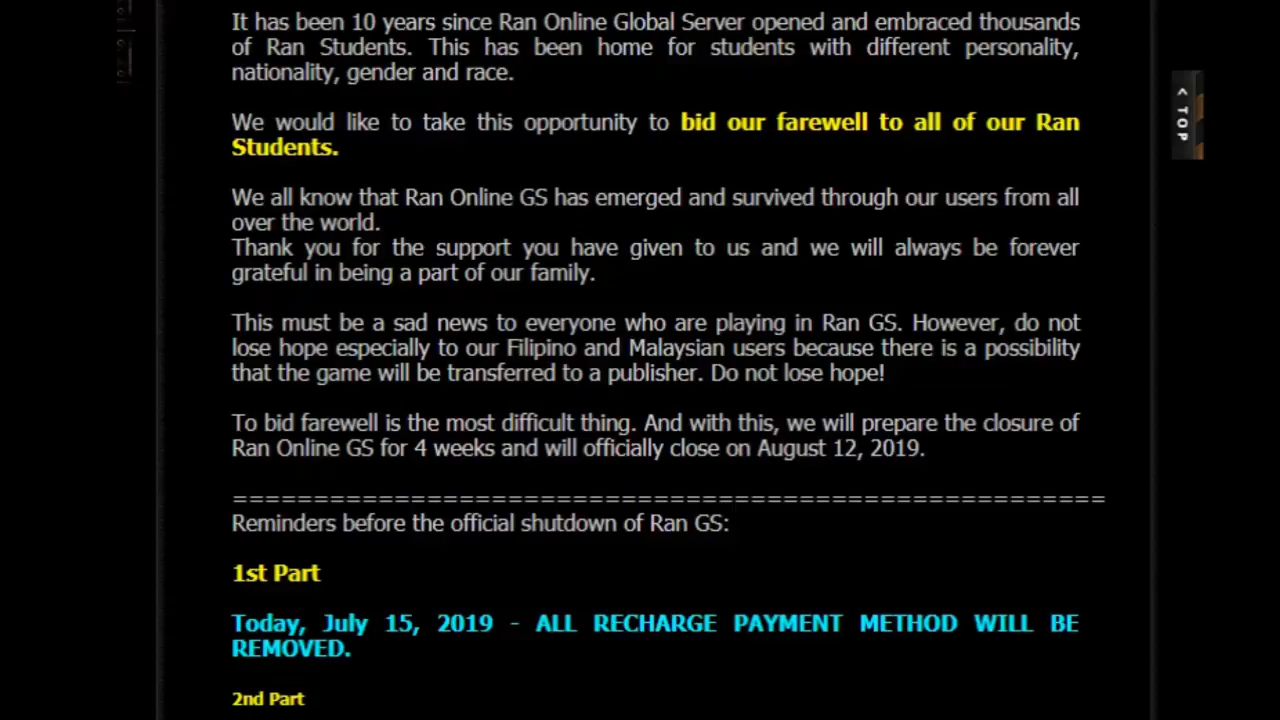 It has been 10 years since Ran Online Global Server opened and embraced thousands
of Ran Students. This has been home for students with different personality,
nationality, gender and race.
We would like to take this opportunity to bid our farewell to all of our Ran
Students.
We all know that Ran Online GS has emerged and survived through our users from all
over the world.
Thank you for the support you have given to us and we will always be forever
grateful in being a part of our family.
This must be a sad news to everyone who are playing in Ran GS. However, do not
lose hope especially to our Filipino and Malaysian users because there is a possibility
that the game will be transferred to a publisher. Do not lose hope!
To bid farewell is the most difficult thing. And with this, we will prepare the closure of
Ran Online GS for 4 weeks and will officially close on August 12, 2019.
======================================================
Reminders before the official shutdown of Ran GS:
1st Part
Today, July 15, 2019 - ALL RECHARGE PAYMENT METHOD WILL BE
REMOVED.
2nd Part
< TOP